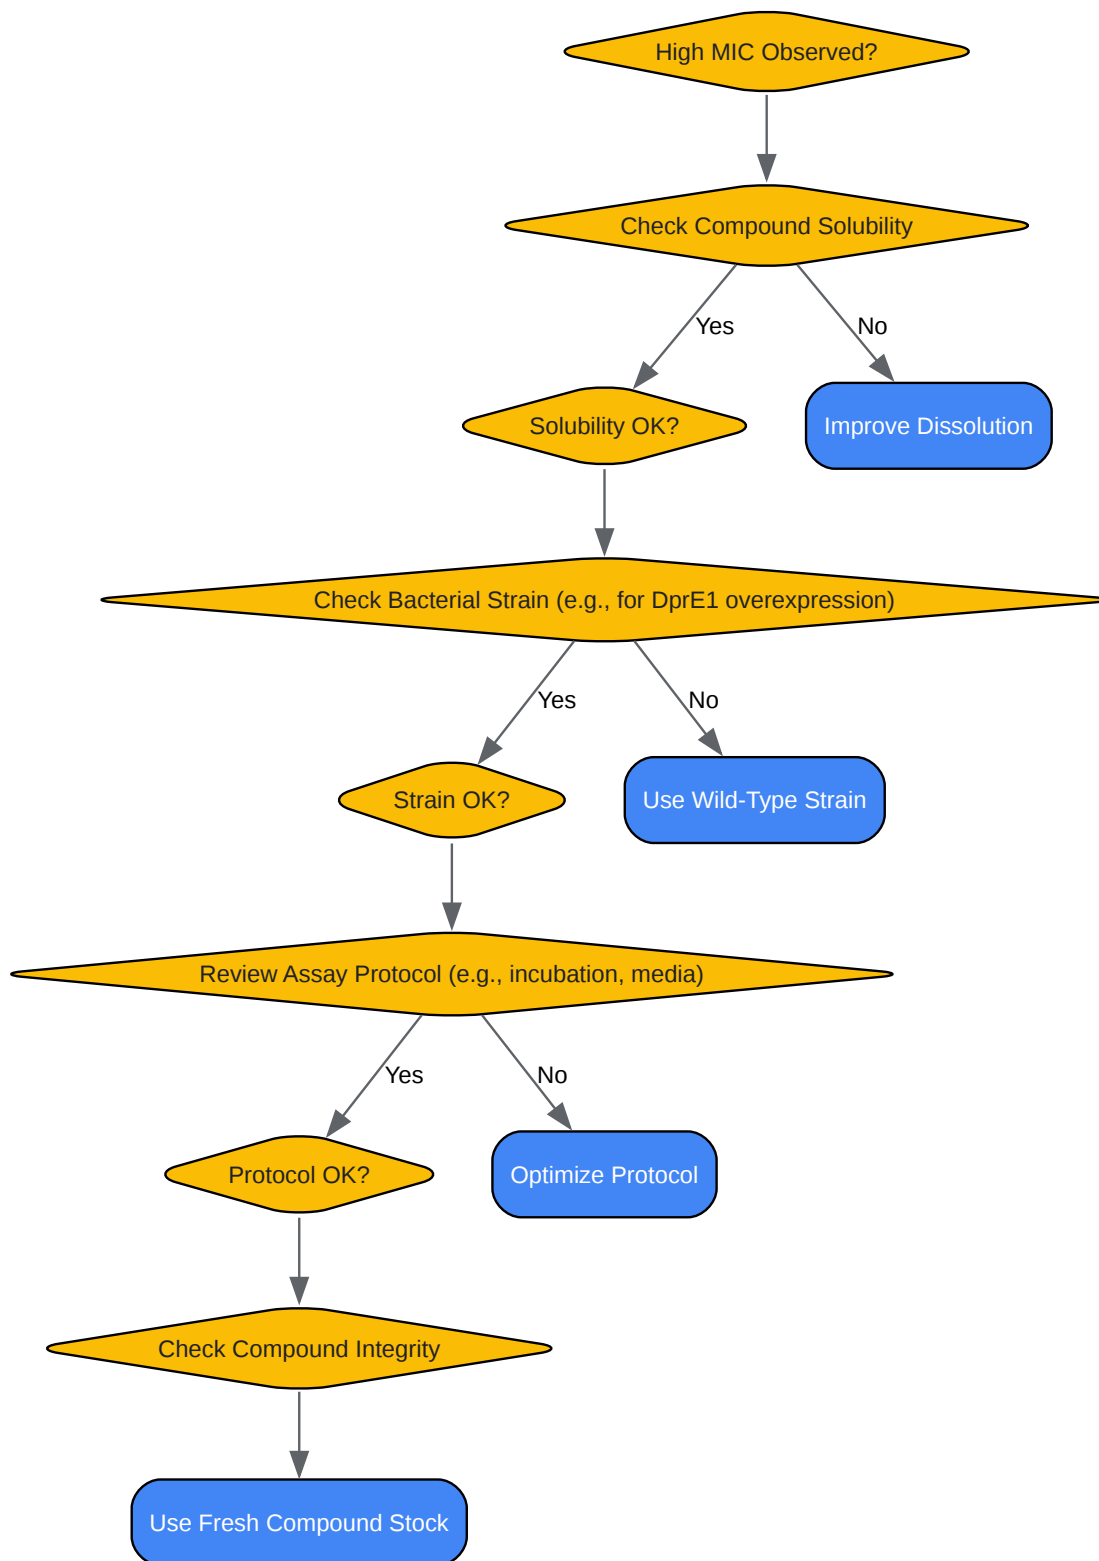 High MIC Observed?
Check Compound Solubility
Yes
No
Solubility OK?
Improve Dissolution
Check Bacterial Strain (e.g., for DprE1 overexpression)
Yes
No
Strain OK?
Use Wild-Type Strain
Review Assay Protocol (e.g., incubation, media)
Yes
No
Protocol OK?
Optimize Protocol
Check Compound Integrity
Use Fresh Compound Stock